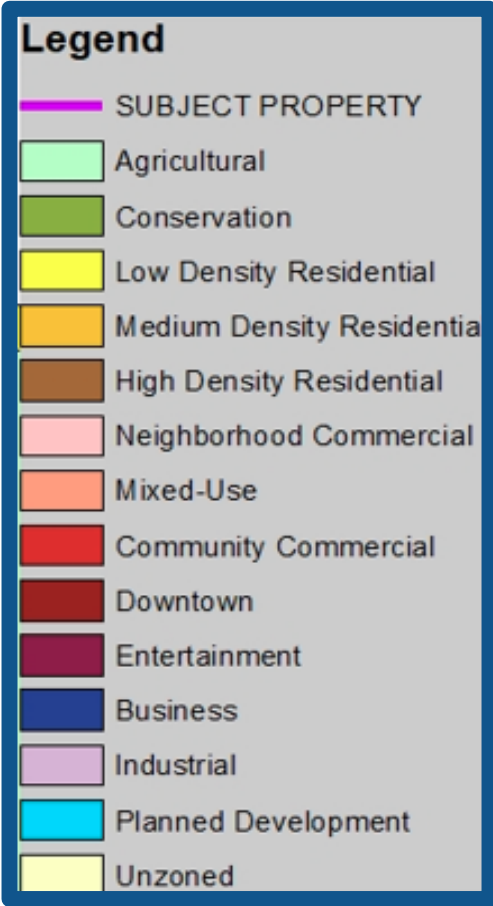 Legend
SUBJECT PROPERTY
Agricultural
Conservation
Low Density Residential
Medium Density Residentia
High Density Residential
Neighborhood Commercial
Mixed-Use
Community Commercial
Downtown
Entertainment
Business
Industrial
Planned Development
Unzoned